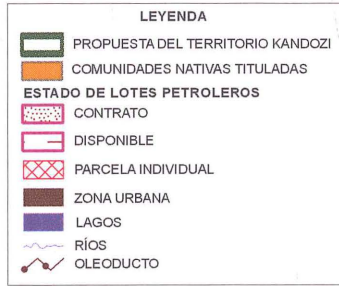 LEYENDA
PROPUESTA DEL TERRITORIO KANDOZI
COMUNIDADES NATIVAS TITULADAS
ESTADO DE LOTES PETROLEROS
CONTRATO
DISPONIBLE
PARCELA INDIVIDUAL
ZONA URBANA
LAGOS
RÍOS
OLEODUCTO